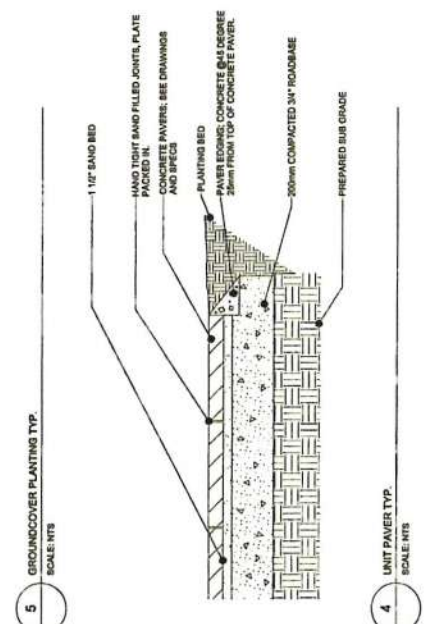 5
GROUNDCOVER PLANTING TYP.
SCALE: NTS
1 1/2" SAND BED
HAND TIGHT SAND FILLED JOINTS, PLATE
PACKED IN.
CONCRETE PAVERS; SEE DRAWINGS
AND SPECS
PLANTING BED
PAVER EDGING; CONCRETE @45 DEGREE
25mm FROM TOP OF CONCRETE PAVER.
200mm COMPACTED 3/4" ROADBASE
PREPARED SUB GRADE
4
UNIT PAVER TYP.
SCALE: NTS